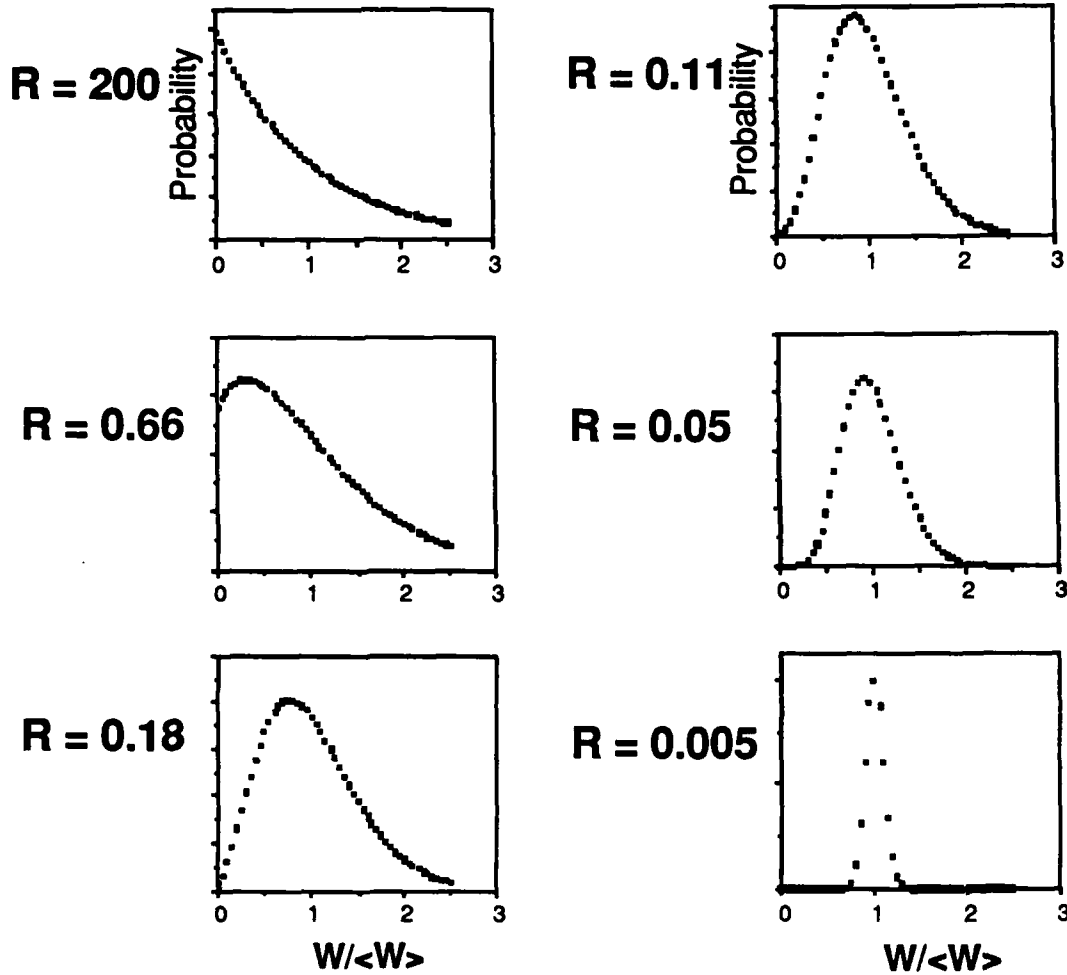 R = 200
Probability
0 1 2 3
R = 0.11
Probability
0 1 2 3
R = 0.66
0 1 2 3
R = 0.05
0 1 2 3
R = 0.18
0 1 2 3
W/<W>
R = 0.005
0 1 2 3
W/<W>